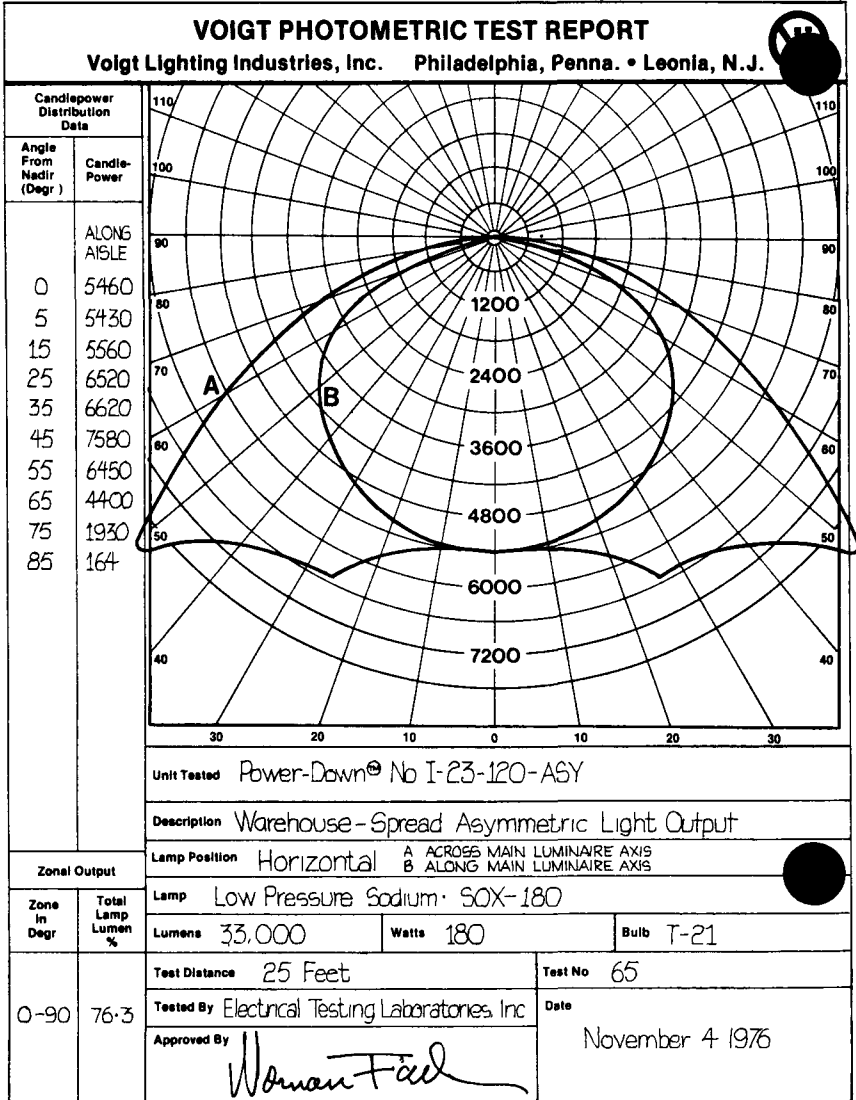 VOIGT PHOTOMETRIC TEST REPORT
Voigt Lighting Industries, Inc. Philadelphia, Penna. • Leonia, N.J.
Candlepower
Distribution
Data
Angle
From
Nadir
(Degr )
Candle-
Power
ALONG
AISLE
0 5460
5 5430
15 5560
25 6520
35 6620
45 7580
55 6450
65 4400
75 1930
85 164
110 110
100 100
90 90
80 80
70 70
60 60
50 50
40 40
A
B
1200
2400
3600
4800
6000
7200
30 20 10 0 10 20 30
Unit Tested Power-Down℗ No I-23-120-ASY
Description Warehouse-Spread Asymmetric Light Output
Lamp Position Horizontal A ACROSS MAIN LUMINAIRE AXIS
B ALONG MAIN LUMINAIRE AXIS
Zonal Output
Zone
in
Degr
Total
Lamp
Lumen
%
0-90 76.3
Lamp Low Pressure Sodium· SOX-180
Lumens 33,000 Watts 180 Bulb T-21
Test Distance 25 Feet Test No 65
Tested By Electrical Testing Laboratories, Inc
Date
November 4 1976
Approved By